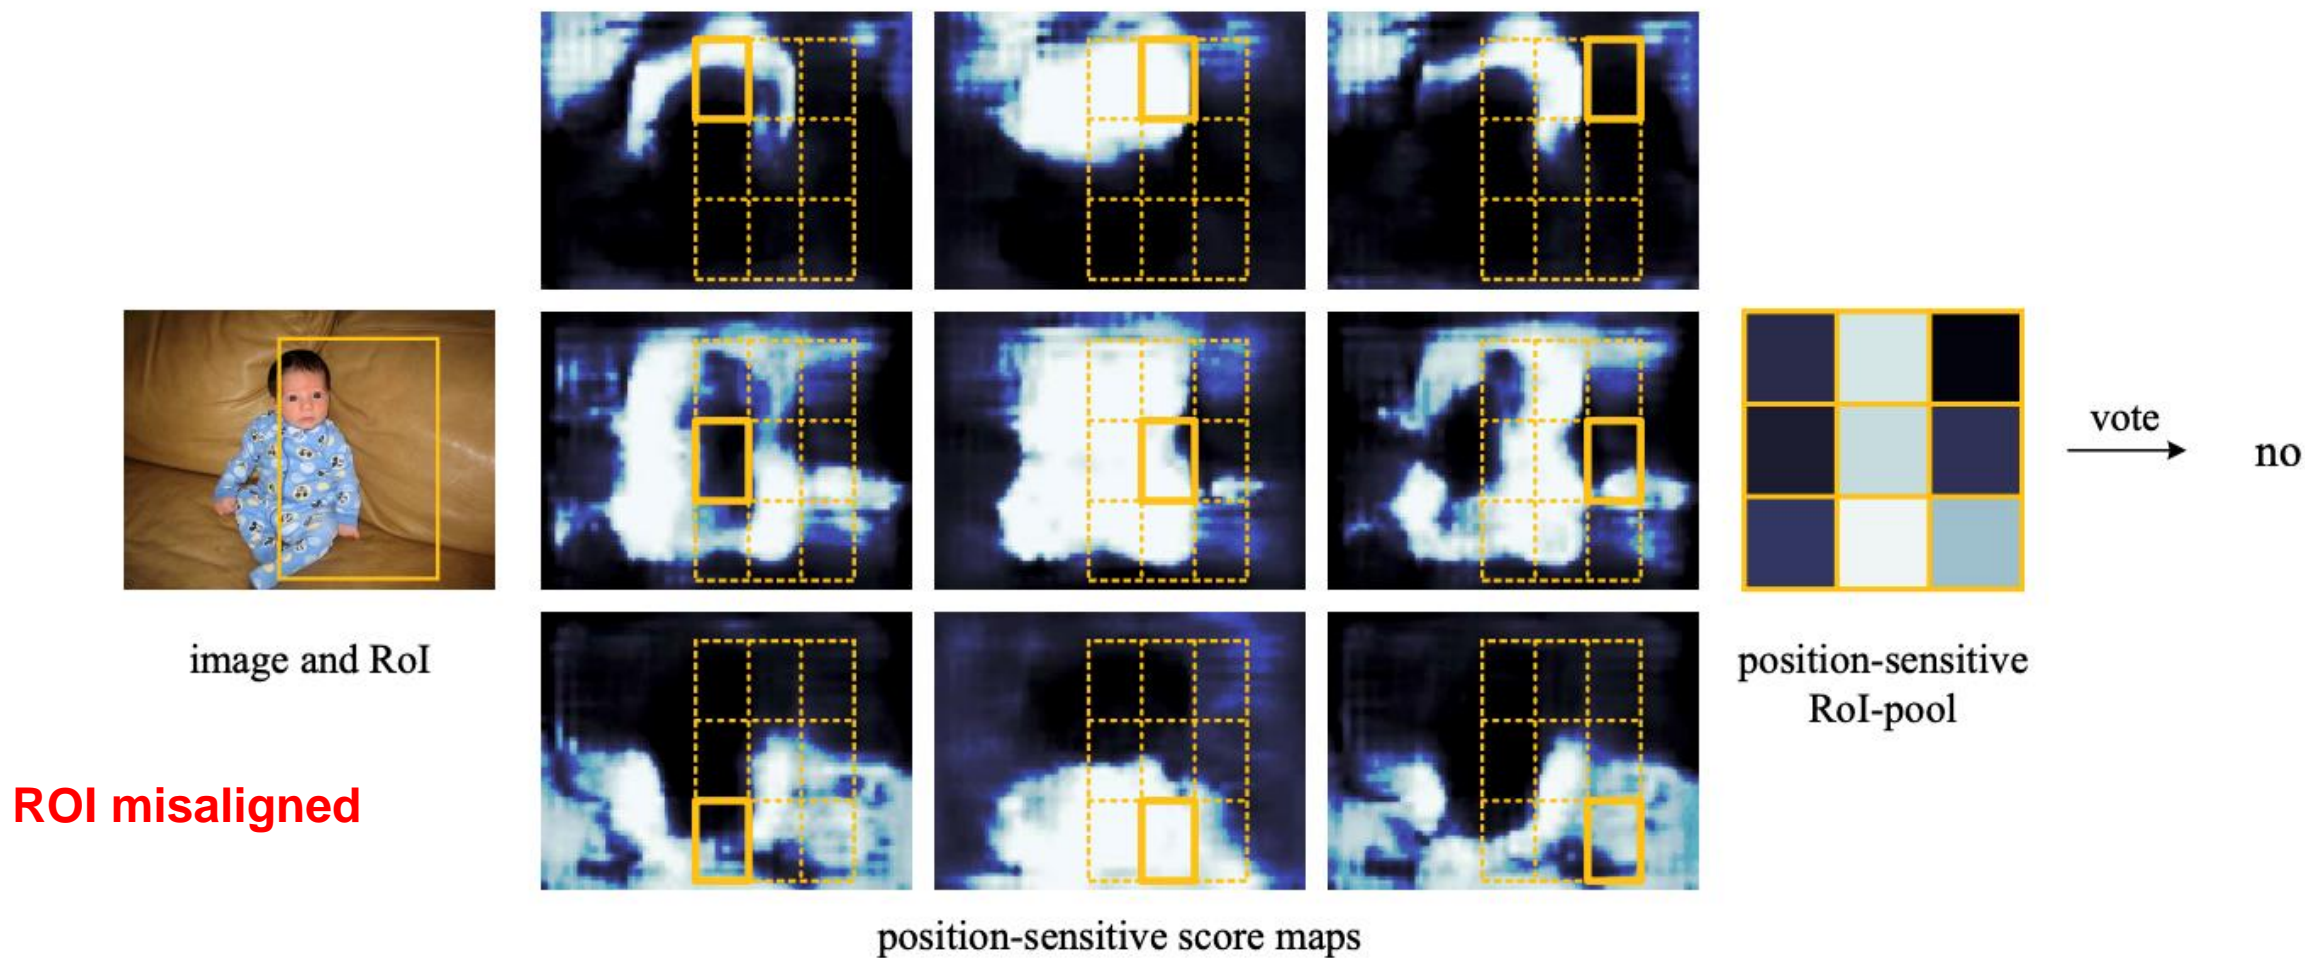 image and RoI
ROI misaligned
position-sensitive score maps
position-sensitive
RoI-pool
vote
no